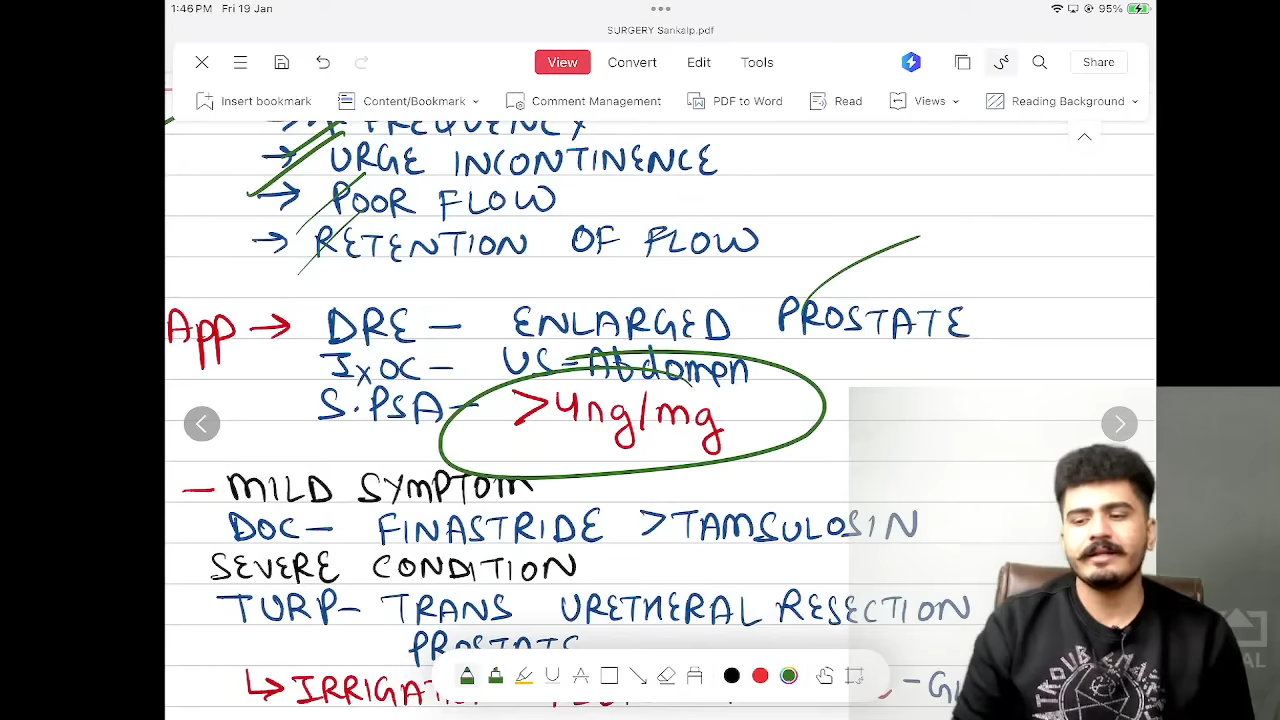 1:46 PM Fri 19 Jan
95%
SURGERY Sankalp.pdf
View Convert Edit Tools Share
Insert bookmark Content/Bookmark Comment Management PDF to Word Read Views Reading Background
FREQUENCY
→ URGE INCONTINENCE
→ POOR FLOW
→ RETENTION OF FLOW
App → DRE - ENLARGED PROSTATE
IxOC - US - Abdomen
S.PSA - >4ng/mg
- MILD SYMPTOM
DOC - FINASTRIDE > TAMSULOSIN
SEVERE CONDITION
TURP - TRANS URETHERAL RESECTION
PROSTATE